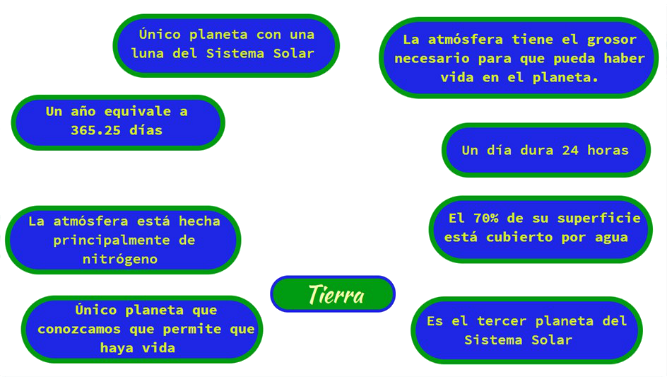 Único planeta con una
luna del Sistema Solar
La atmósfera tiene el grosor
necesario para que pueda haber
vida en el planeta.
Un año equivale a
365.25 días
Un día dura 24 horas
La atmósfera está hecha
principalmente de
nitrógeno
El 70% de su superficie
está cubierto por agua
Tierra
Único planeta que
conozcamos que permite que
haya vida
Es el tercer planeta del
Sistema Solar